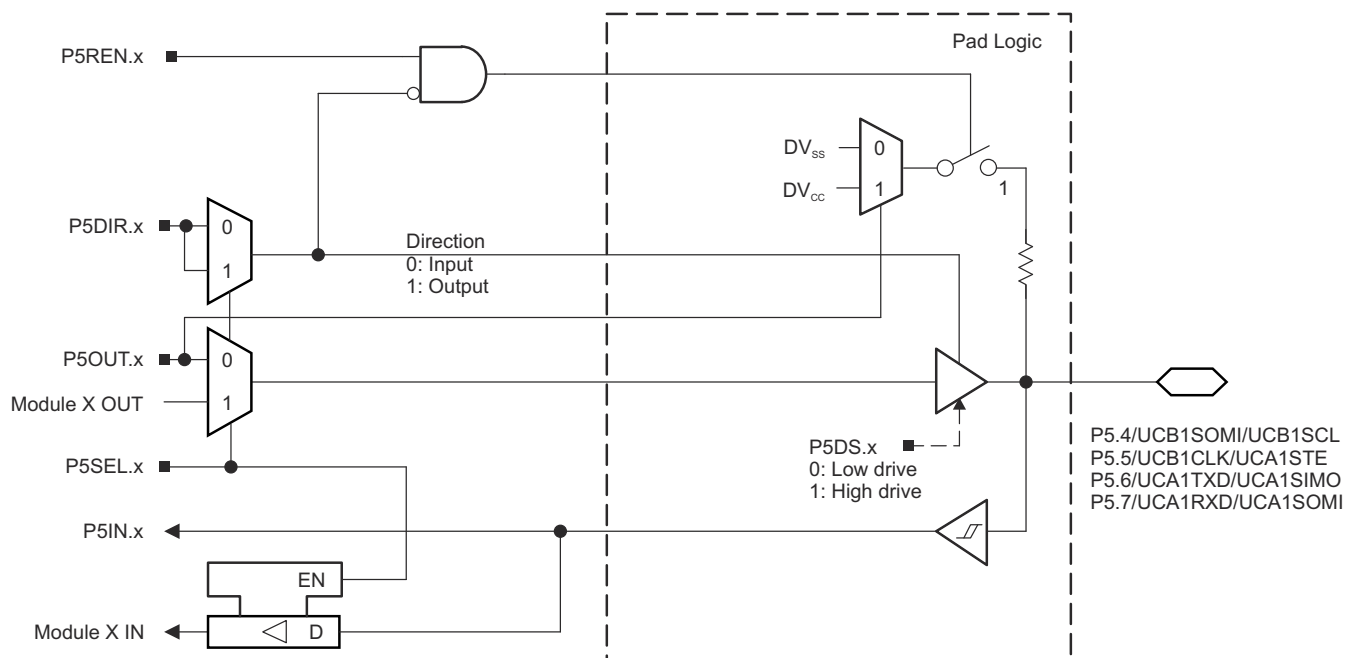 Pad Logic
P5REN.x
DVSS
0
DVCC
1
1
P5DIR.x
0
1
Direction
0: Input
1: Output
P5OUT.x
0
Module X OUT
1
P5SEL.x
P5DS.x
0: Low drive
1: High drive
P5.4/UCB1SOMI/UCB1SCL
P5.5/UCB1CLK/UCA1STE
P5.6/UCA1TXD/UCA1SIMO
P5.7/UCA1RXD/UCA1SOMI
P5IN.x
EN
Module X IN
D